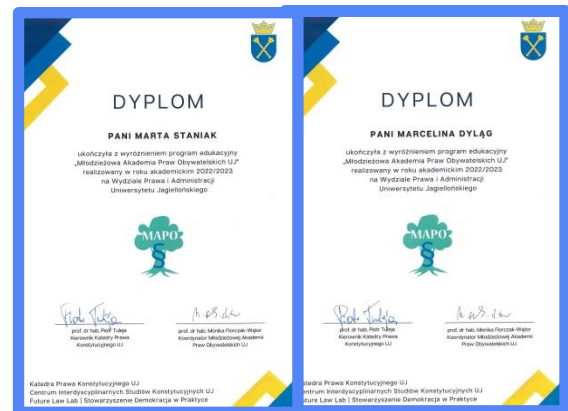 DYPLOM
PANI MARTA STANIAK
ukończyła z wyróżnieniem program edukacyjny
„Młodzieżowa Akademia Praw Obywatelskich UJ"
realizowany w roku akademickim 2022/2023
na Wydziale Prawa i Administracji
Uniwersytetu Jagiellońskiego
MAPO
§
prof. dr hab. Piotr Tuleja
Kierownik Katedry Prawa
Konstytucyjnego UJ
prof. dr hab. Monika Florczak-Wątor
Koordynator Młodzieżowej Akademii
Praw Obywatelskich UJ
Katedra Prawa Konstytucyjnego UJ
Centrum Interdyscyplinarnych Studiów Konstytucyjnych UJ
Future Law Lab | Stowarzyszenie Demokracja w Praktyce
DYPLOM
PANI MARCELINA DYLĄG
ukończyła z wyróżnieniem program edukacyjny
„Młodzieżowa Akademia Praw Obywatelskich UJ"
realizowany w roku akademickim 2022/2023
na Wydziale Prawa i Administracji
Uniwersytetu Jagiellońskiego
MAPO
§
prof. dr hab. Piotr Tuleja
Kierownik Katedry Prawa
Konstytucyjnego UJ
prof. dr hab. Monika Florczak-Wątor
Koordynator Młodzieżowej Akademii
Praw Obywatelskich UJ
atedra Prawa Konstytucyjnego UJ
entrum Interdyscyplinarnych Studiów Konstytucyjnych UJ
uture Law Lab | Stowarzyszenie Demokracja w Praktyce